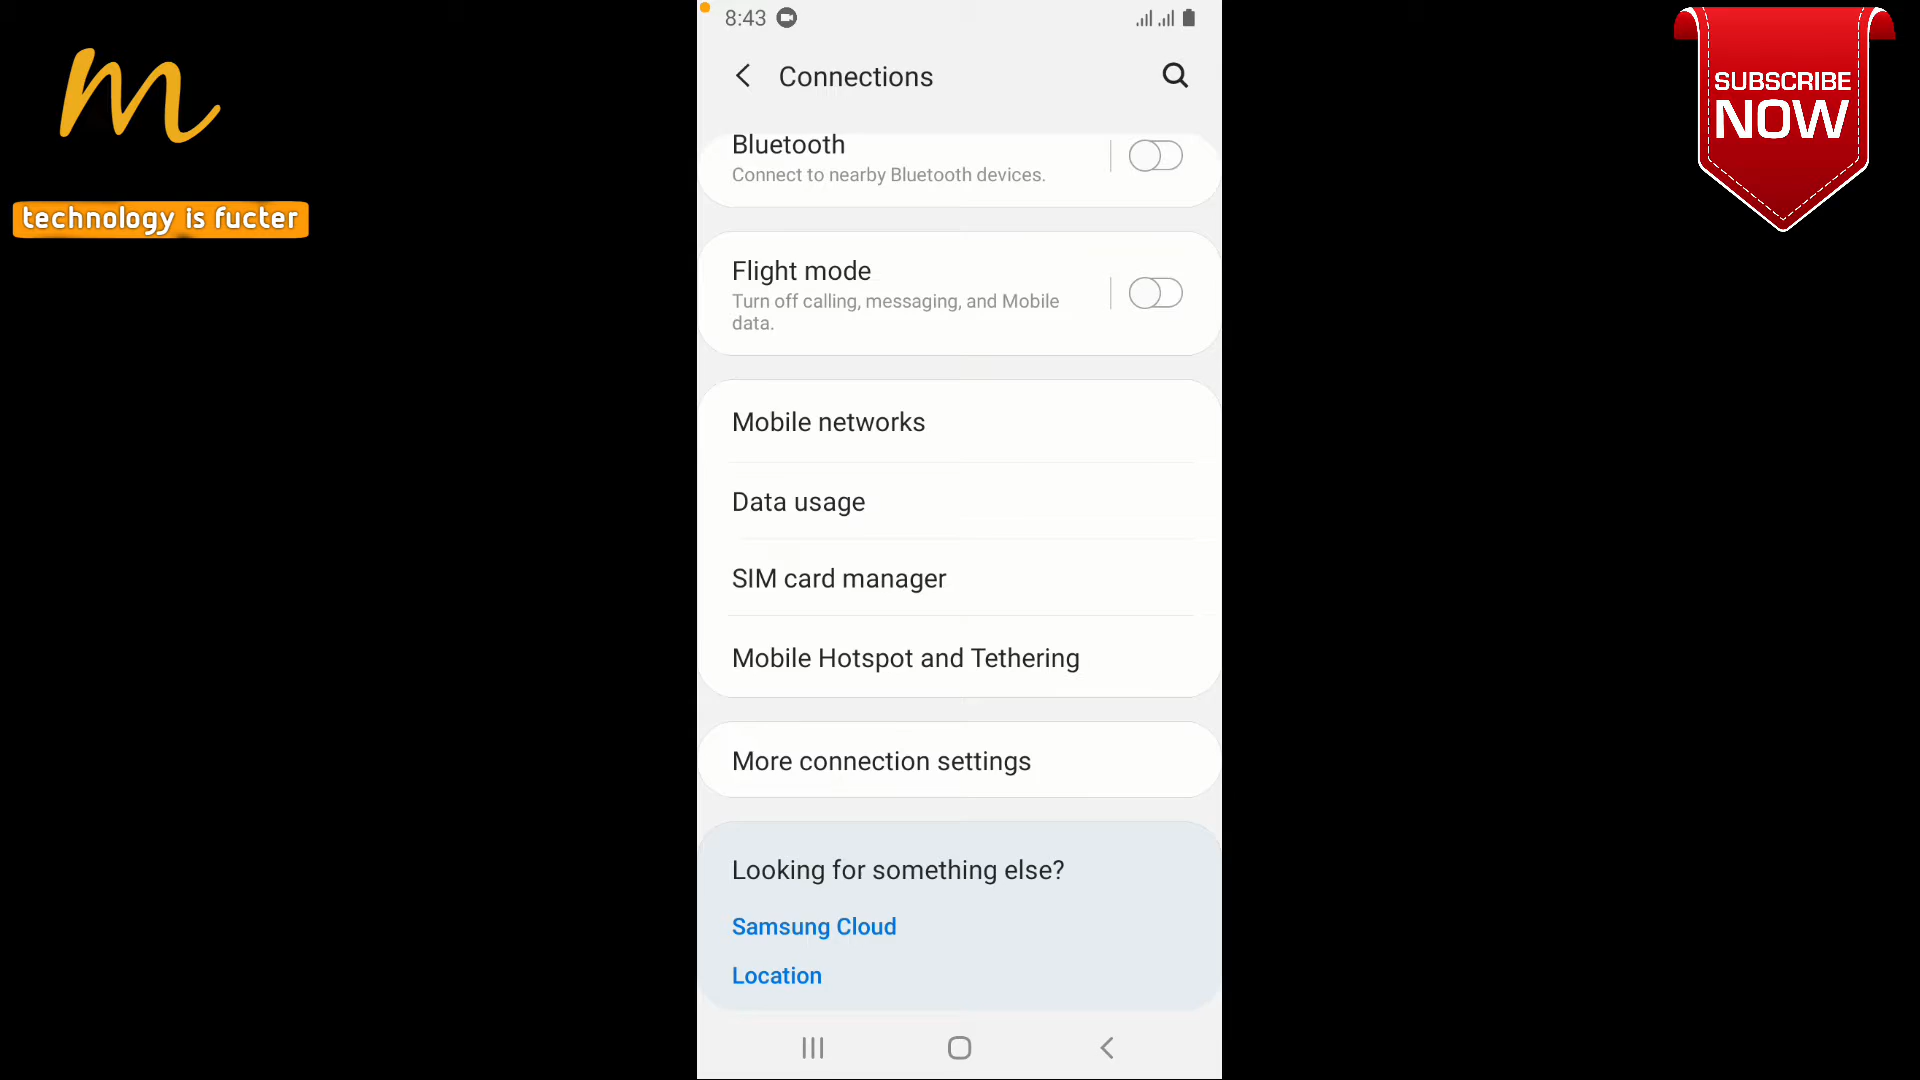 m
technology is fucter
8:43
Connections
Bluetooth
Connect to nearby Bluetooth devices.
Flight mode
Turn off calling, messaging, and Mobile
data.
Mobile networks
Data usage
SIM card manager
Mobile Hotspot and Tethering
More connection settings
Looking for something else?
Samsung Cloud
Location
SUBSCRIBE
NOW